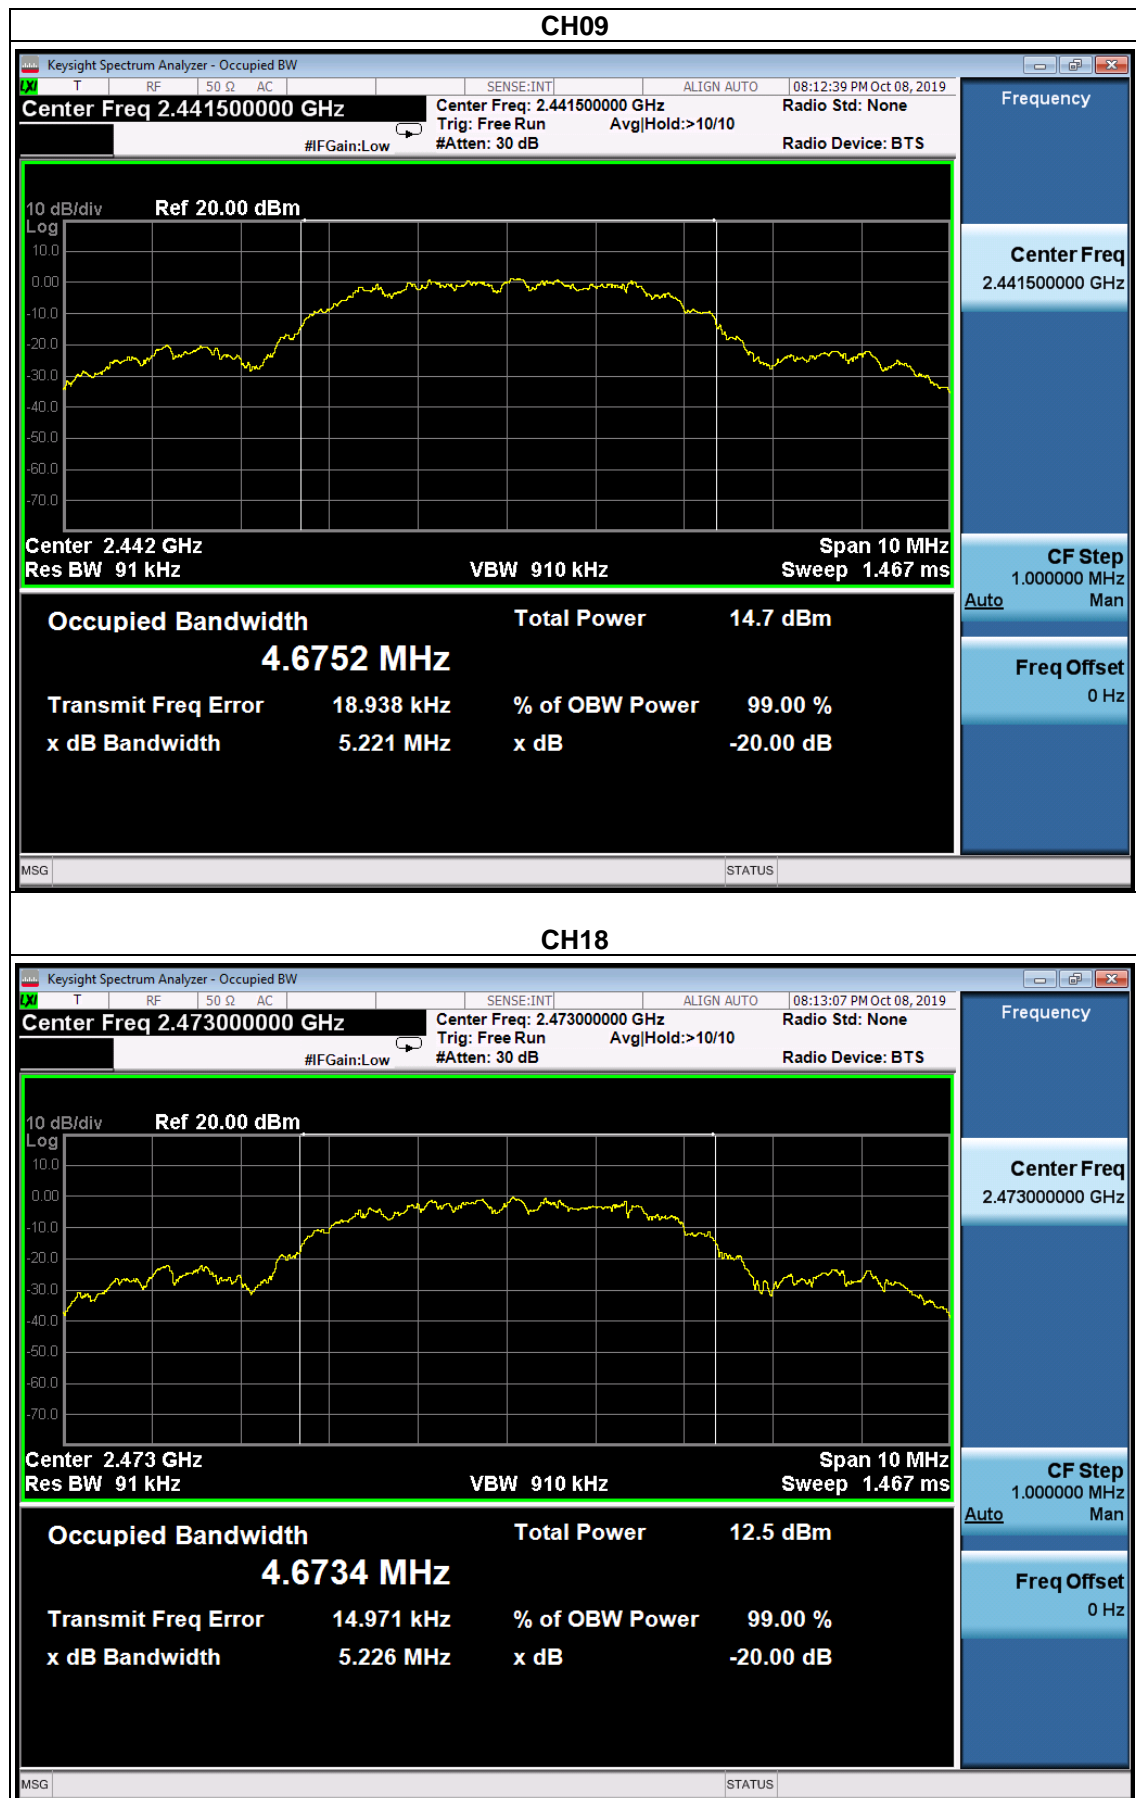 CH09
Keysight Spectrum Analyzer - Occupied BW
LXI T RF 50 Ω AC SENSE:INT ALIGN AUTO 08:12:39 PM Oct 08, 2019
Center Freq 2.441500000 GHz
Center Freq: 2.441500000 GHz
Radio Std: None
Trig: Free Run Avg|Hold:>10/10
#IFGain:Low
#Atten: 30 dB
Radio Device: BTS
10 dB/div Ref 20.00 dBm
Log
10.0
0.00
-10.0
-20.0
-30.0
-40.0
-50.0
-60.0
-70.0
Center 2.442 GHz Span 10 MHz
Res BW 91 kHz VBW 910 kHz Sweep 1.467 ms
Occupied Bandwidth Total Power 14.7 dBm
4.6752 MHz
Transmit Freq Error 18.938 kHz % of OBW Power 99.00 %
x dB Bandwidth 5.221 MHz x dB -20.00 dB
MSG STATUS
Frequency
Center Freq
2.441500000 GHz
CF Step
1.000000 MHz
Auto Man
Freq Offset
0 Hz
CH18
Keysight Spectrum Analyzer - Occupied BW
LXI T RF 50 Ω AC SENSE:INT ALIGN AUTO 08:13:07 PM Oct 08, 2019
Center Freq 2.473000000 GHz
Center Freq: 2.473000000 GHz
Radio Std: None
Trig: Free Run Avg|Hold:>10/10
#IFGain:Low
#Atten: 30 dB
Radio Device: BTS
10 dB/div Ref 20.00 dBm
Log
10.0
0.00
-10.0
-20.0
-30.0
-40.0
-50.0
-60.0
-70.0
Center 2.473 GHz Span 10 MHz
Res BW 91 kHz VBW 910 kHz Sweep 1.467 ms
Occupied Bandwidth Total Power 12.5 dBm
4.6734 MHz
Transmit Freq Error 14.971 kHz % of OBW Power 99.00 %
x dB Bandwidth 5.226 MHz x dB -20.00 dB
MSG STATUS
Frequency
Center Freq
2.473000000 GHz
CF Step
1.000000 MHz
Auto Man
Freq Offset
0 Hz